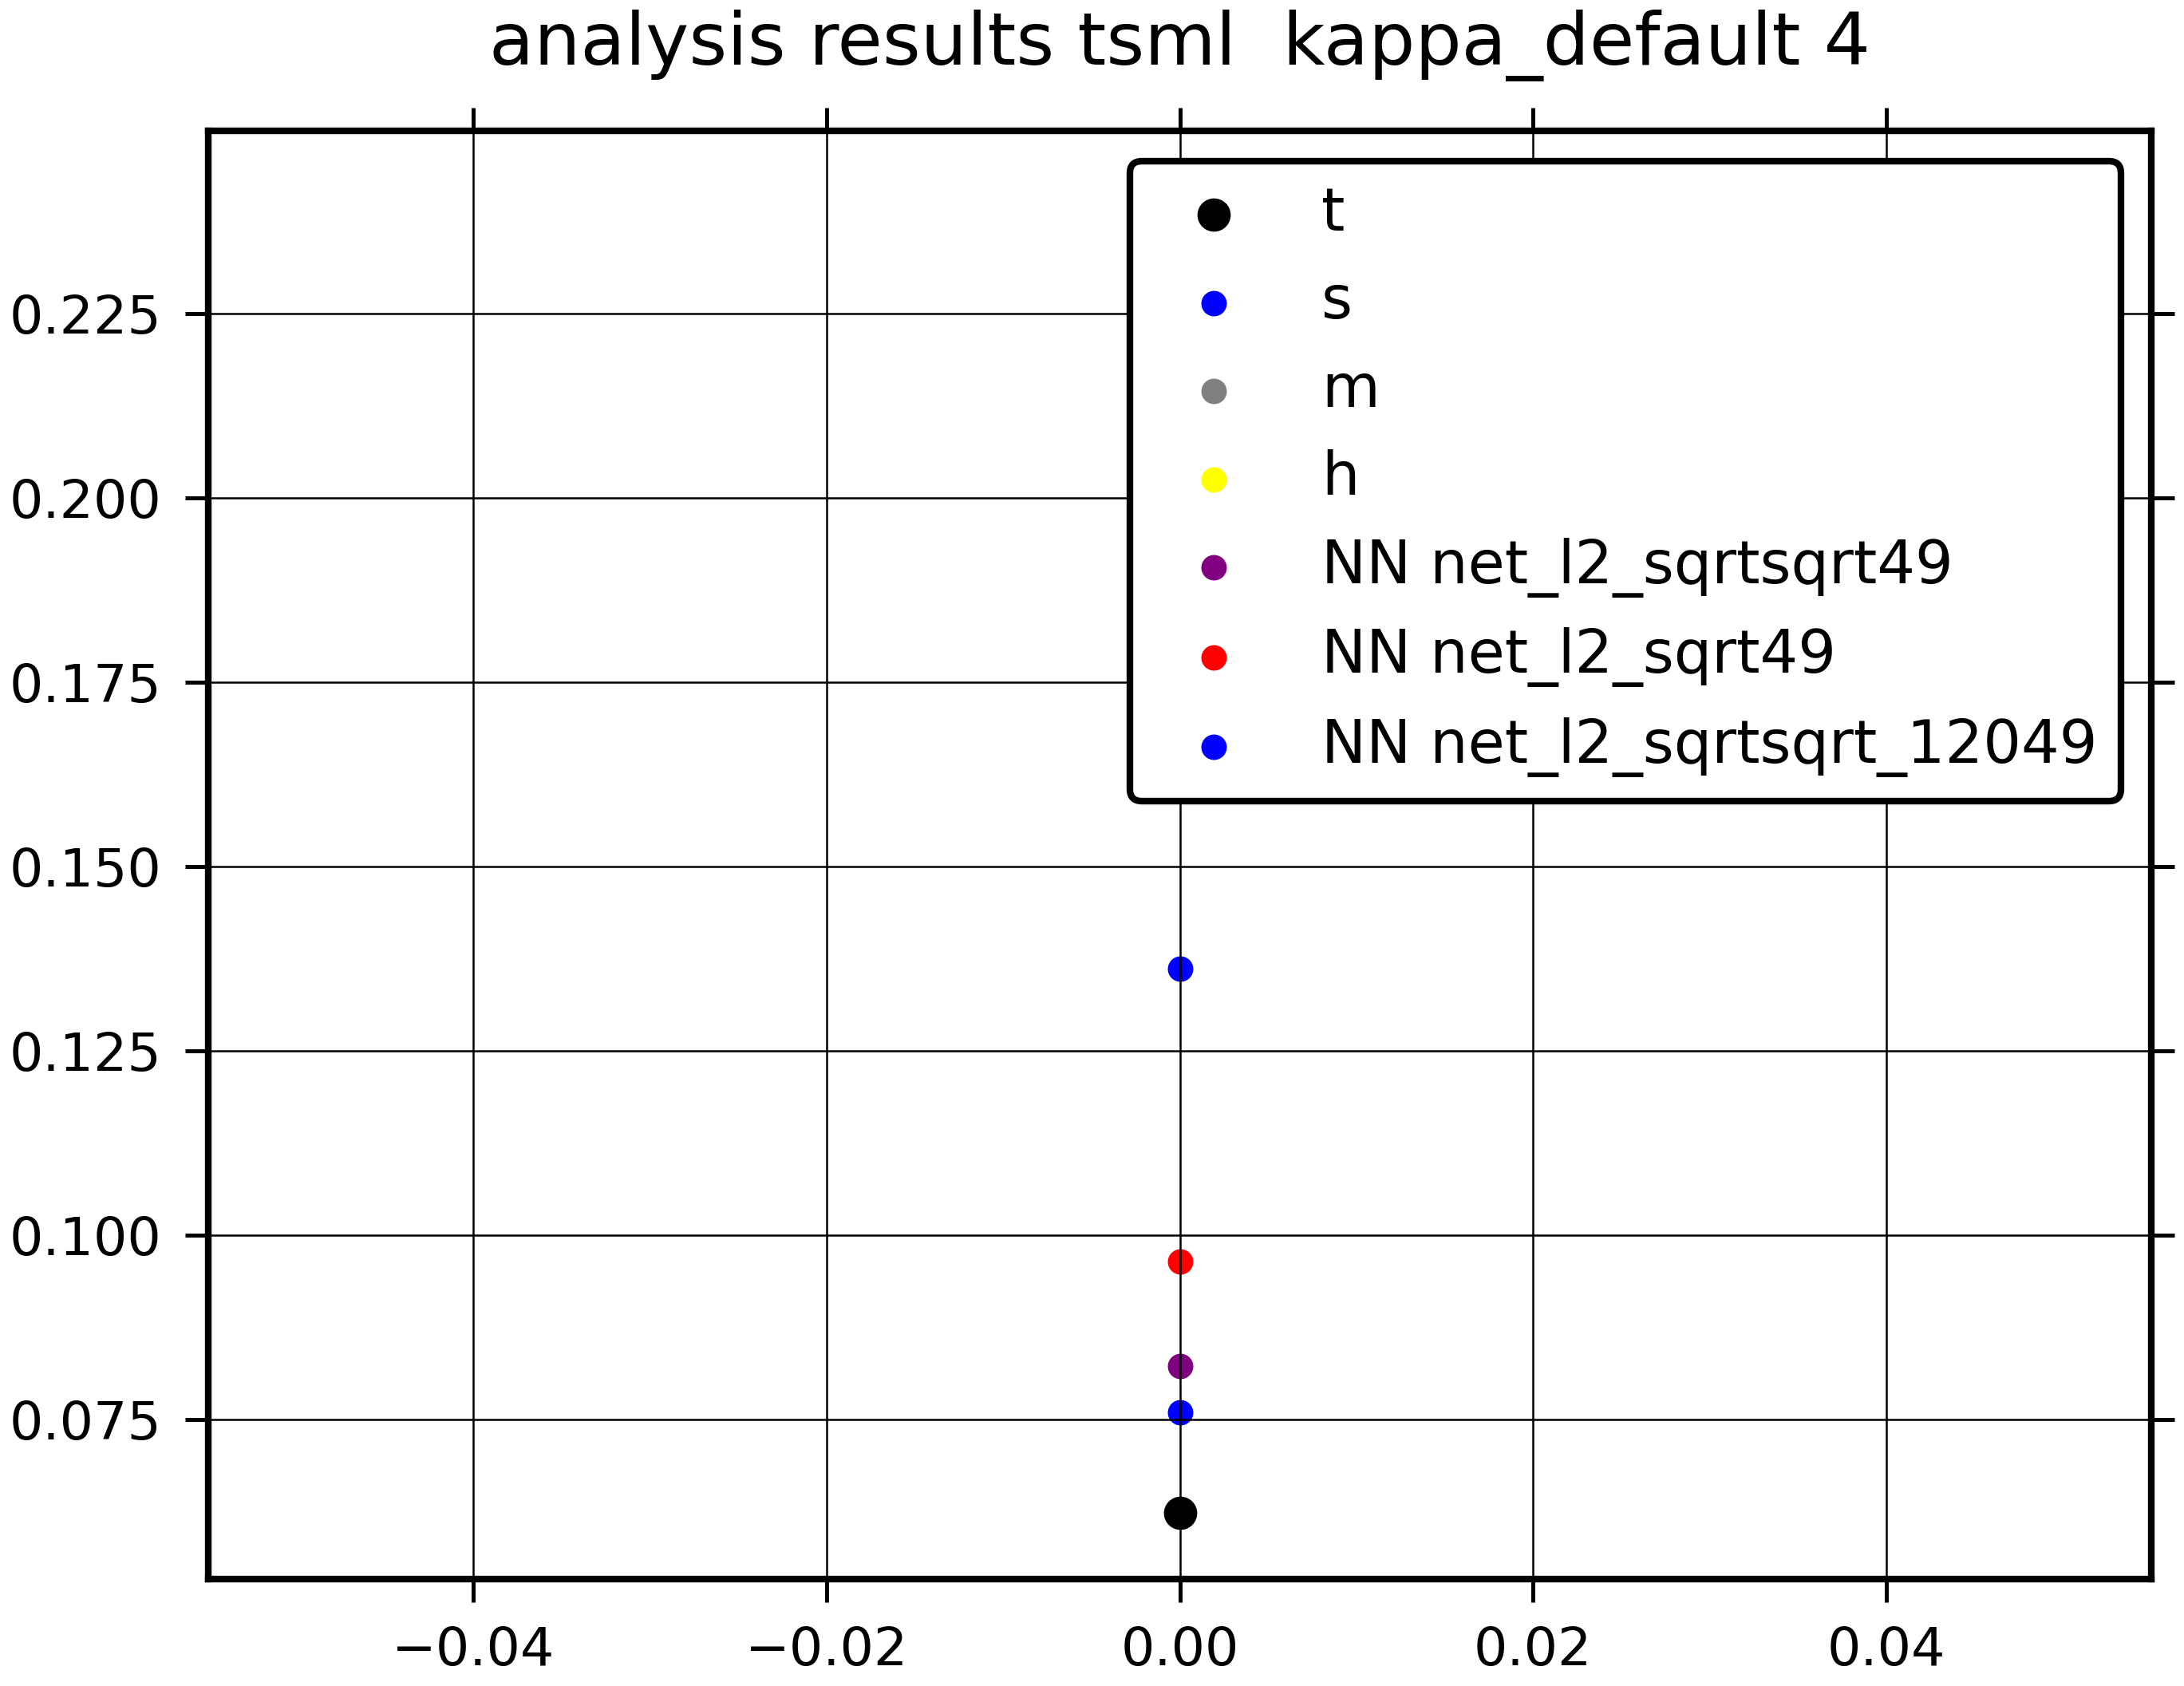 analysis results tsml  kappa_default 4
t
s
m
h
NN net_l2_sqrtsqrt49
NN net_l2_sqrt49
NN net_l2_sqrtsqrt_12049
0.225
0.200
0.175
0.150
0.125
0.100
0.075
−0.04
−0.02
0.00
0.02
0.04